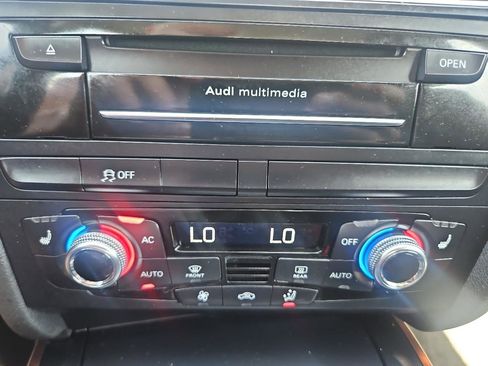 OPEN
Audi multimedia
OFF
AC
LO
LO
OFF
AUTO
FRONT
REAR
AUTO